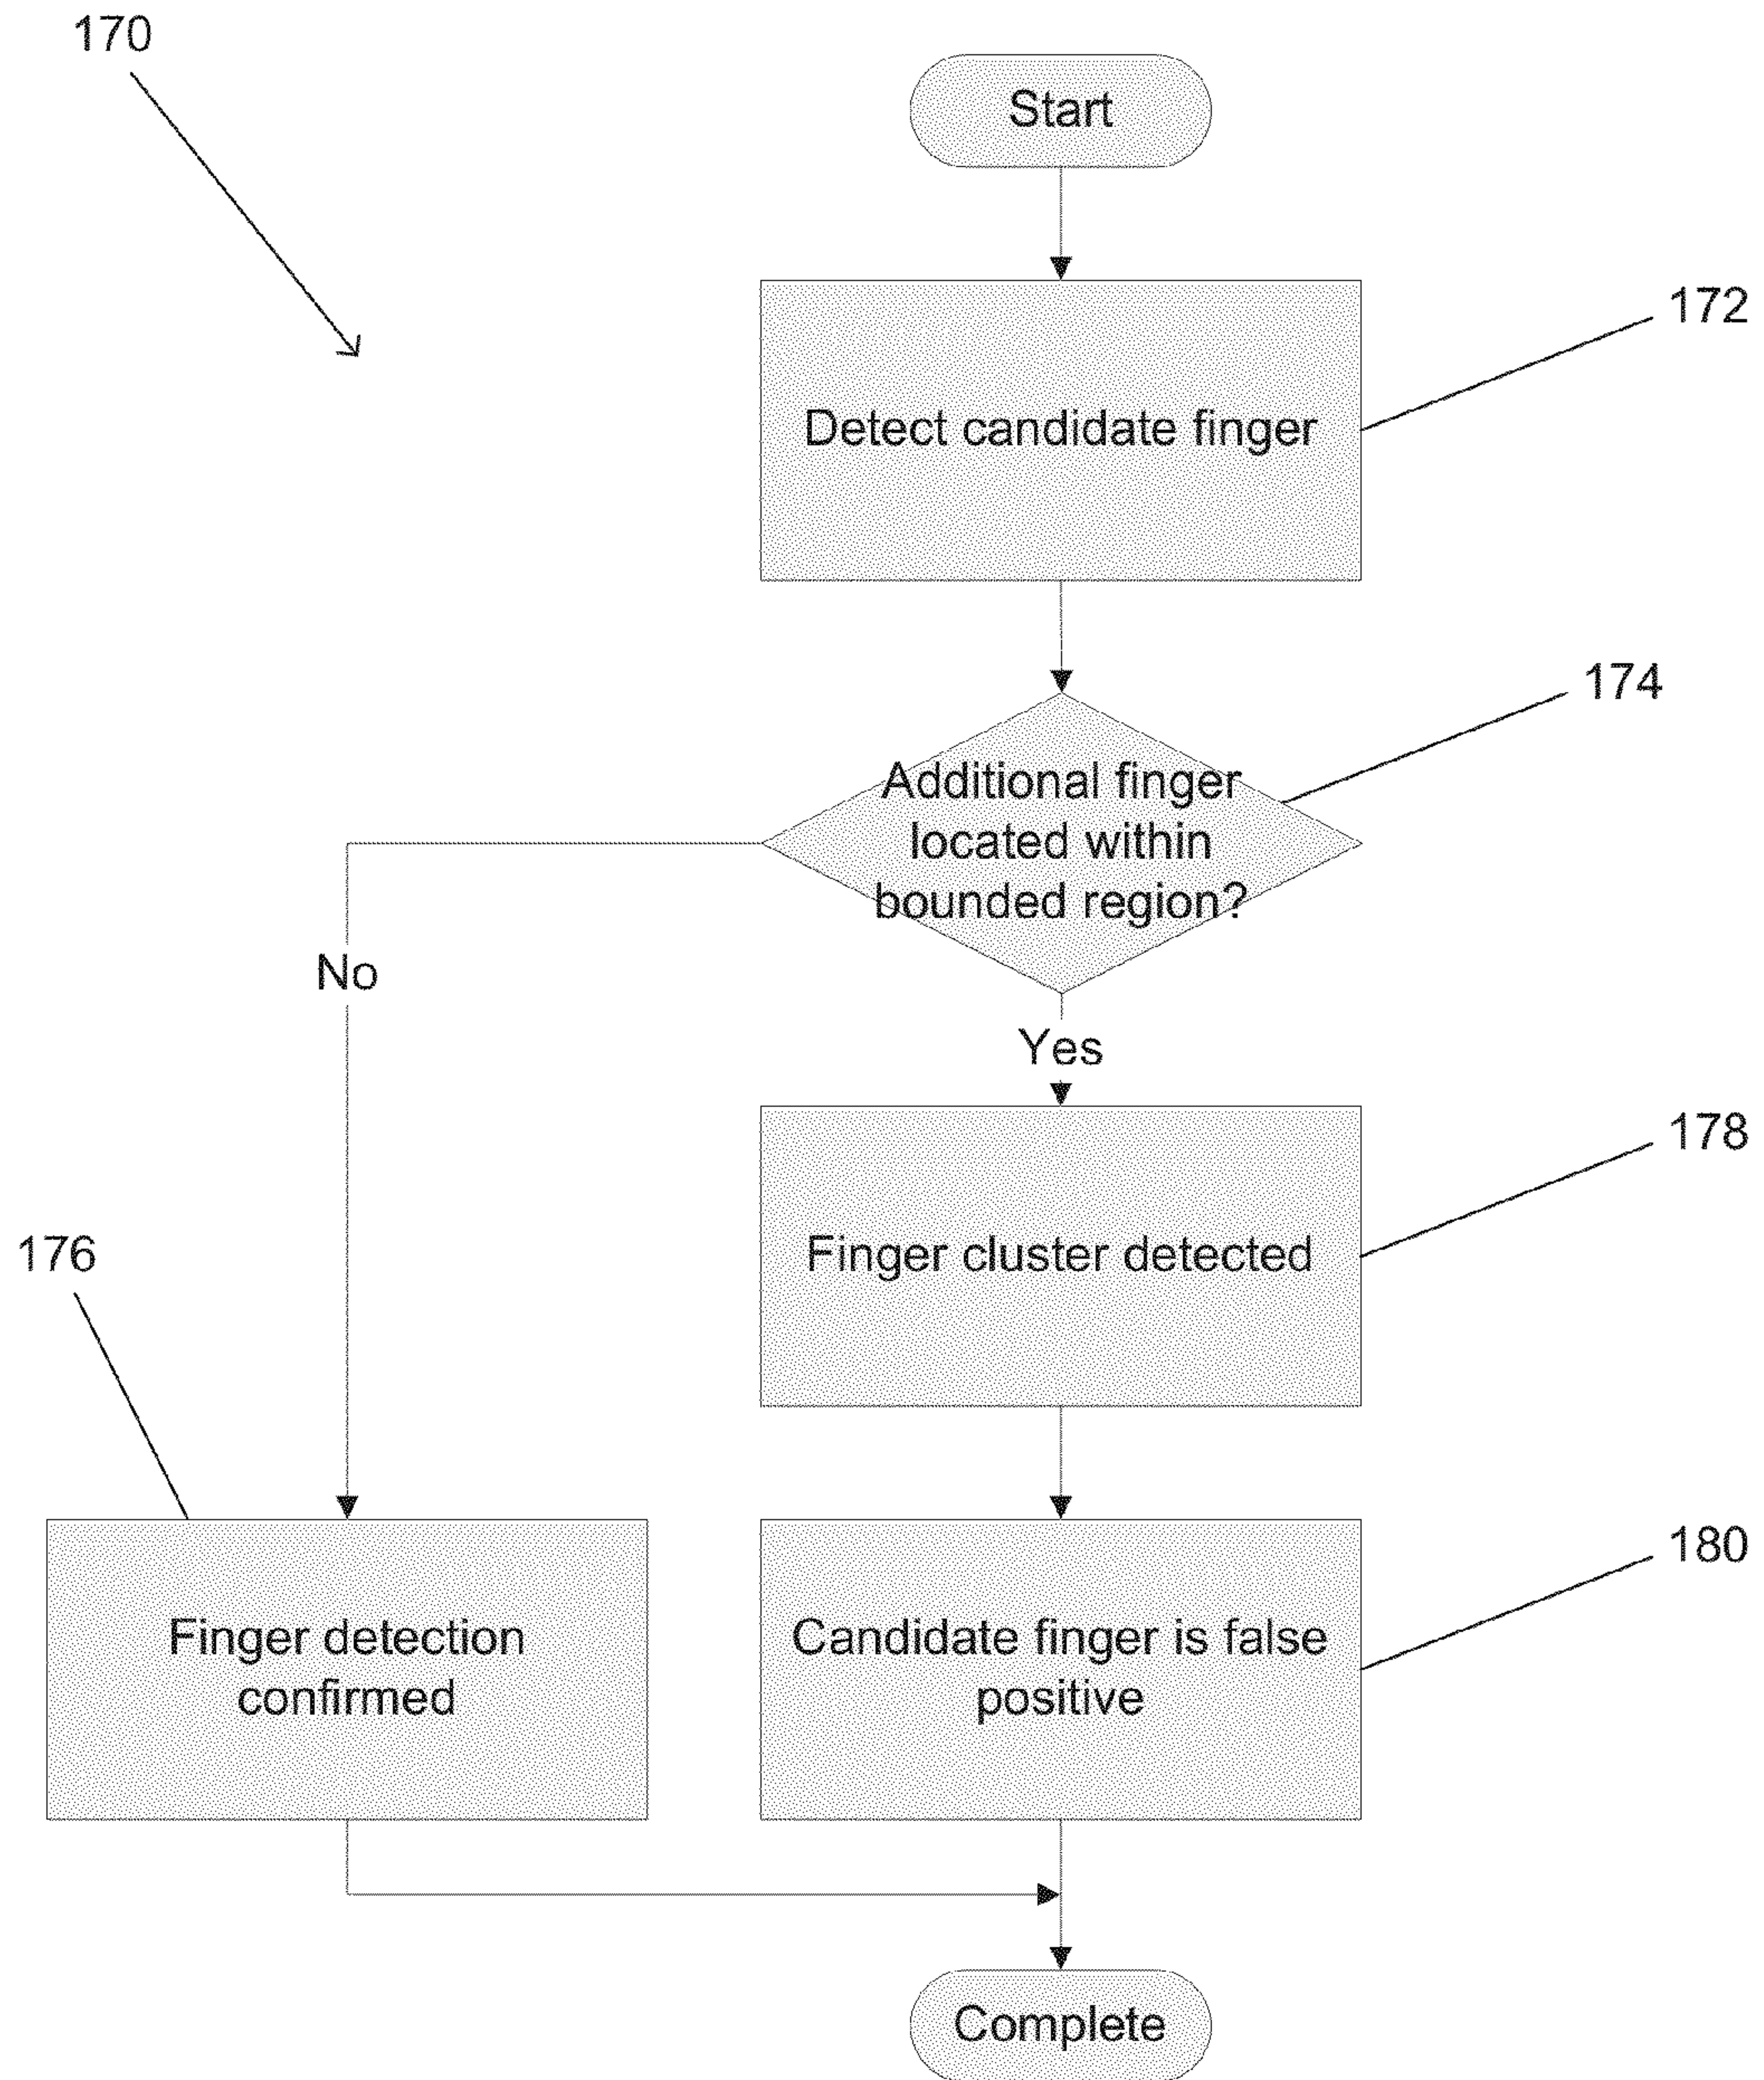 170
Start
172
Detect candidate finger
174
Additional finger
located within
bounded region?
No
Yes
178
Finger cluster detected
176
180
Finger detection
confirmed
Candidate finger is false
positive
Complete